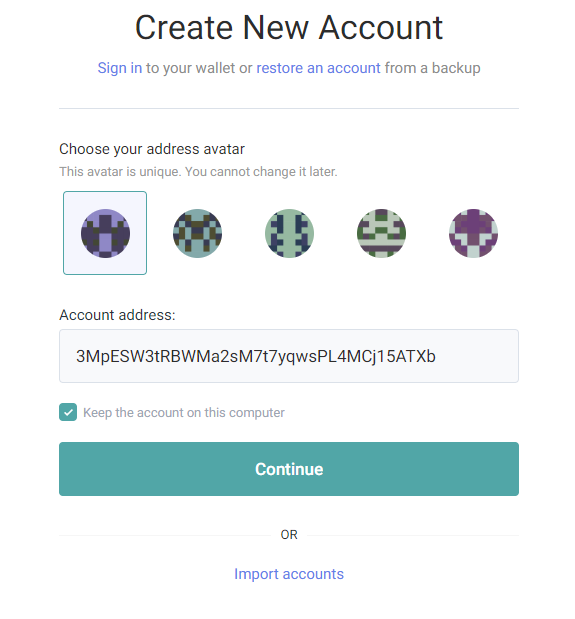 Create New Account
Sign in to your wallet or restore an account from a backup
Choose your address avatar
This avatar is unique. You cannot change it later.
Account address:
3MpESW3tRBWMa2sM7t7yqwsPL4MCj15ATXb
Keep the account on this computer
Continue
OR
Import accounts